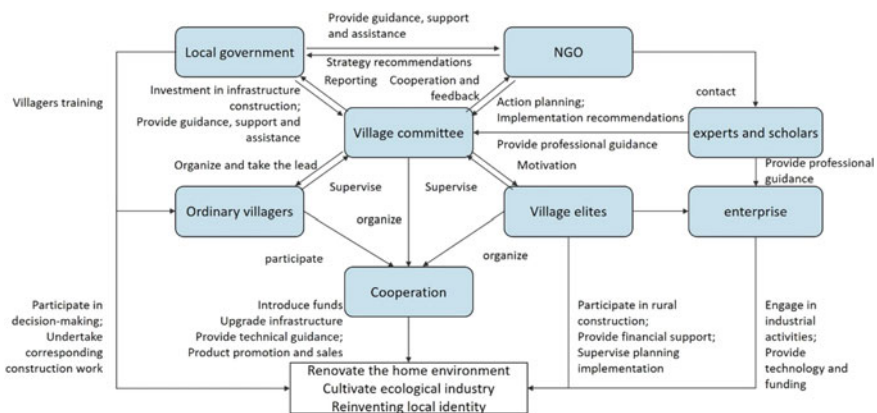 Provide guidance, support
and assistance
Local government
NGO
Strategy recommendations
Reporting
Cooperation and
feedback
Villagers training
Investment in infrastructure
construction;
Provide guidance, support and
assistance
Action planning;
Implementation recommendations
contact
Village committee
experts and scholars
Provide professional guidance
Organize and take the lead
Motivation
Provide professional
guidance
Supervise
Supervise
Ordinary villagers
organize
Village elites
enterprise
participate
organize
Cooperation
Participate in
decision-making;
Undertake
corresponding
construction work
Introduce funds
Upgrade infrastructure
Provide technical guidance;
Product promotion and sales
Participate in rural
construction;
Provide financial support;
Supervise planning
implementation
Engage in
industrial
activities;
Provide
technology and
funding
Renovate the home environment
Cultivate ecological industry
Reinventing local identity